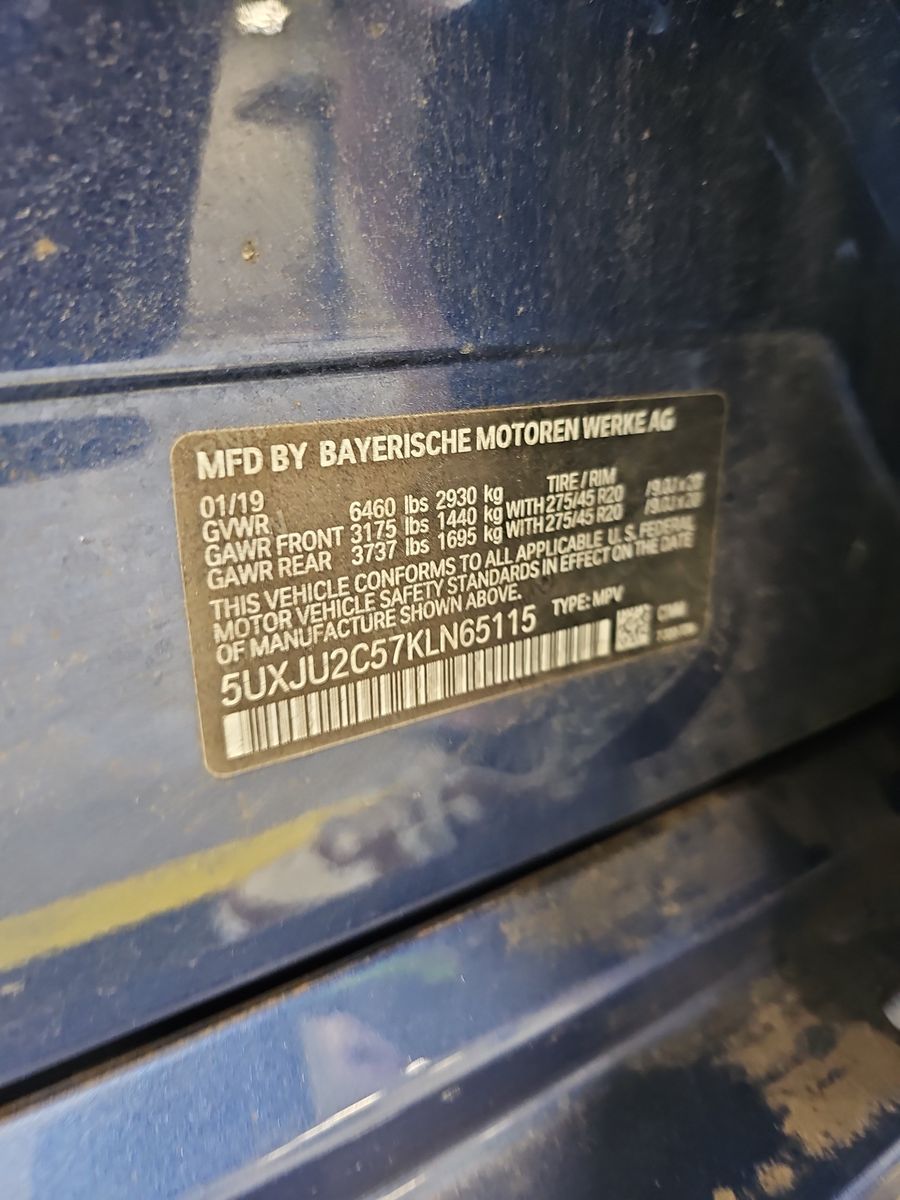 MFD BY BAYERISCHE MOTOREN WERKE AG
01/19 TIRE / RIM
GVWR 6460 lbs 2930 kg
GAWR FRONT 3175 lbs 1440 kg WITH 275/45 R20
GAWR REAR 3737 lbs 1695 kg WITH 275/45 R20
THIS VEHICLE CONFORMS TO ALL APPLICABLE U.S. FEDERAL
MOTOR VEHICLE SAFETY STANDARDS IN EFFECT ON THE DATE
OF MANUFACTURE SHOWN ABOVE.
5UXJU2C57KLN65115 TYPE: MPV